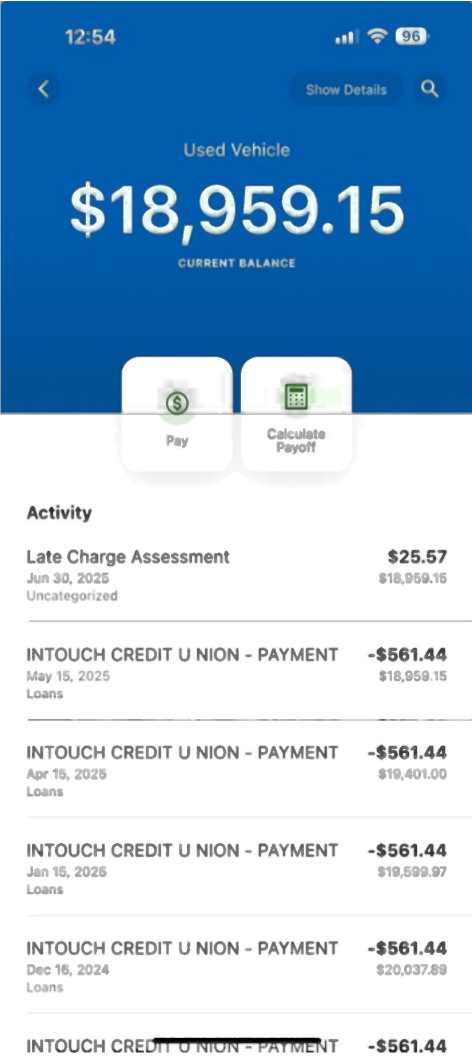 12:54
96
Show Details
Used Vehicle
$18,959.15
CURRENT BALANCE
Pay
Calculate
Payoff
Activity
Late Charge Assessment $25.57
Jun 30, 2025 $18,959.15
Uncategorized
INTOUCH CREDIT U NION - PAYMENT -$561.44
May 15, 2025 $18,959.15
Loans
INTOUCH CREDIT U NION - PAYMENT -$561.44
Apr 15, 2025 $19,401.00
Loans
INTOUCH CREDIT U NION - PAYMENT -$561.44
Jan 15, 2025 $19,599.97
Loans
INTOUCH CREDIT U NION - PAYMENT -$561.44
Dec 16, 2024 $20,037.89
Loans
INTOUCH CREDIT U NION - PAYMENT -$561.44